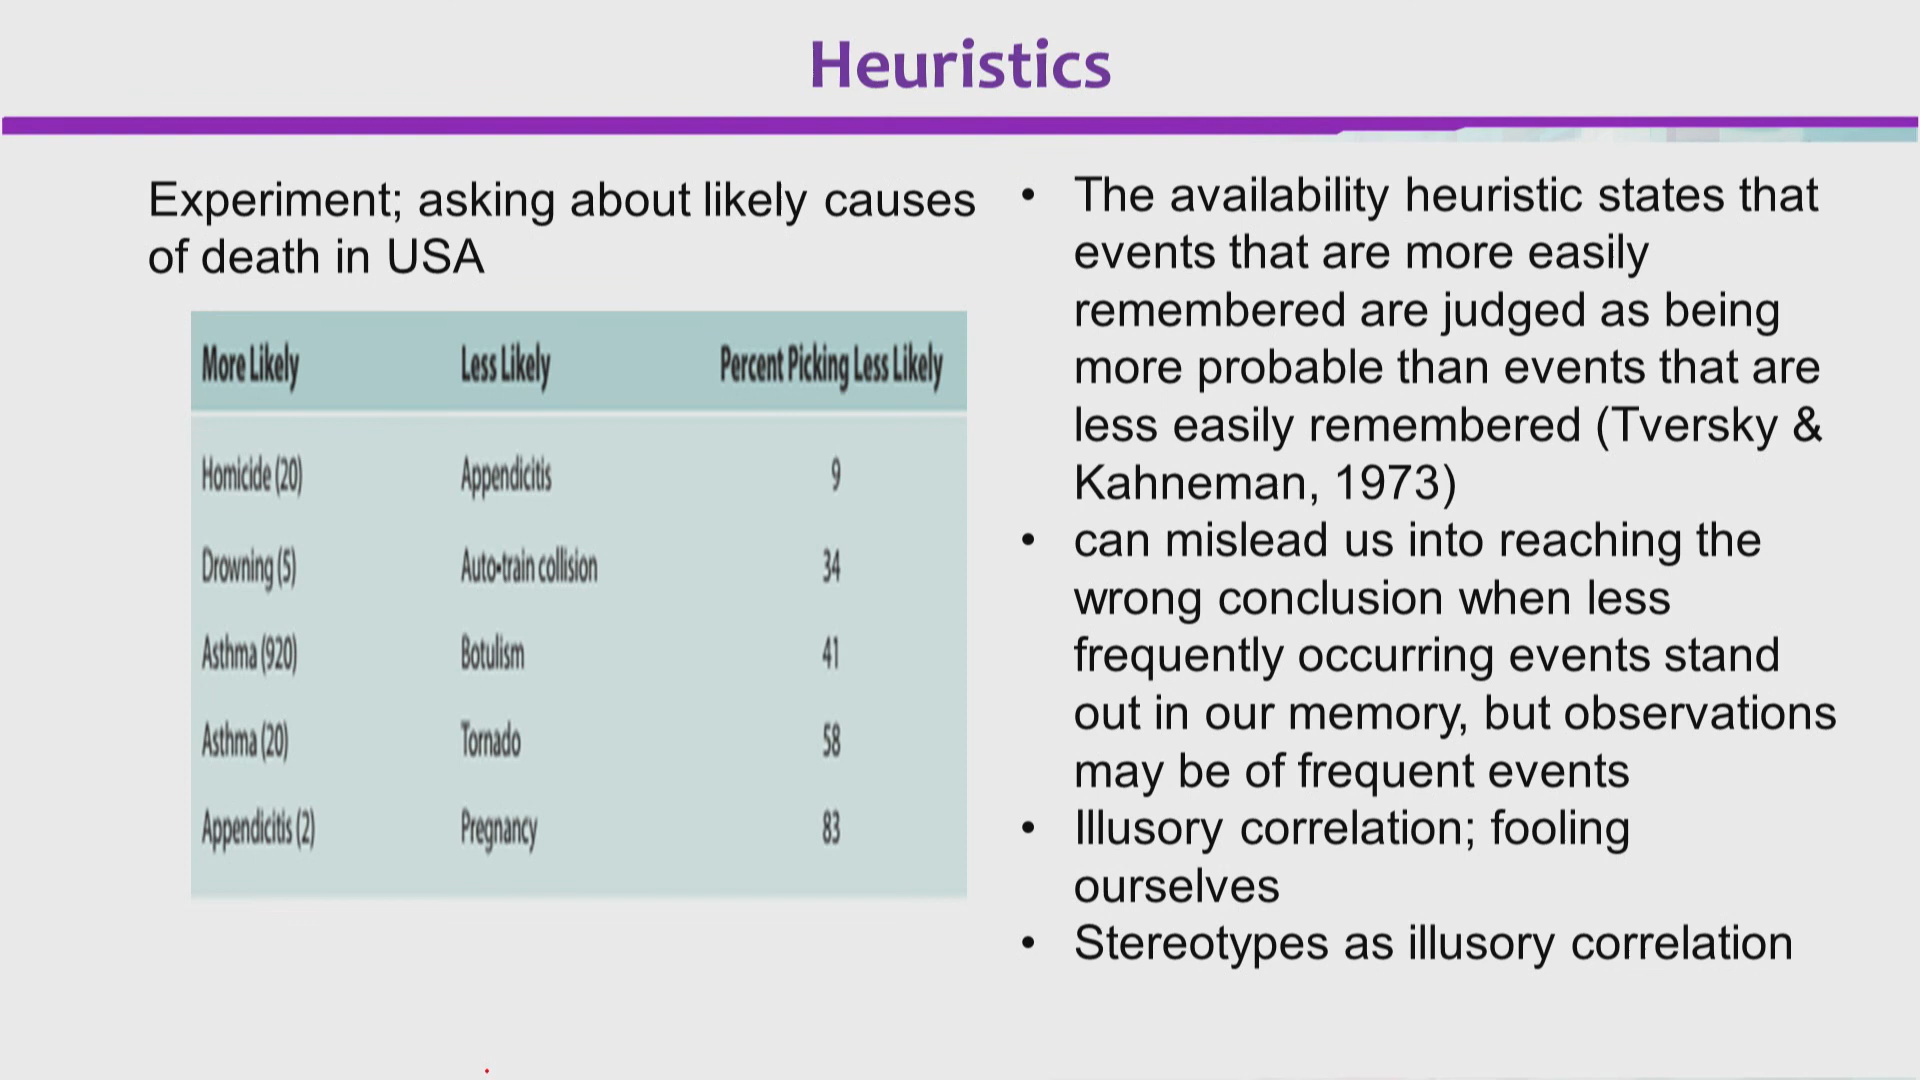 Heuristics
Experiment; asking about likely causes
of death in USA
More Likely Less Likely Percent Picking Less Likely
Homicide (20) Appendicitis 9
Drowning (5) Auto-train collision 34
Asthma (920) Botulism 41
Asthma (20) Tornado 58
Appendicitis (2) Pregnancy 83
• The availability heuristic states that
events that are more easily
remembered are judged as being
more probable than events that are
less easily remembered (Tversky &
Kahneman, 1973)
• can mislead us into reaching the
wrong conclusion when less
frequently occurring events stand
out in our memory, but observations
may be of frequent events
• Illusory correlation; fooling
ourselves
• Stereotypes as illusory correlation